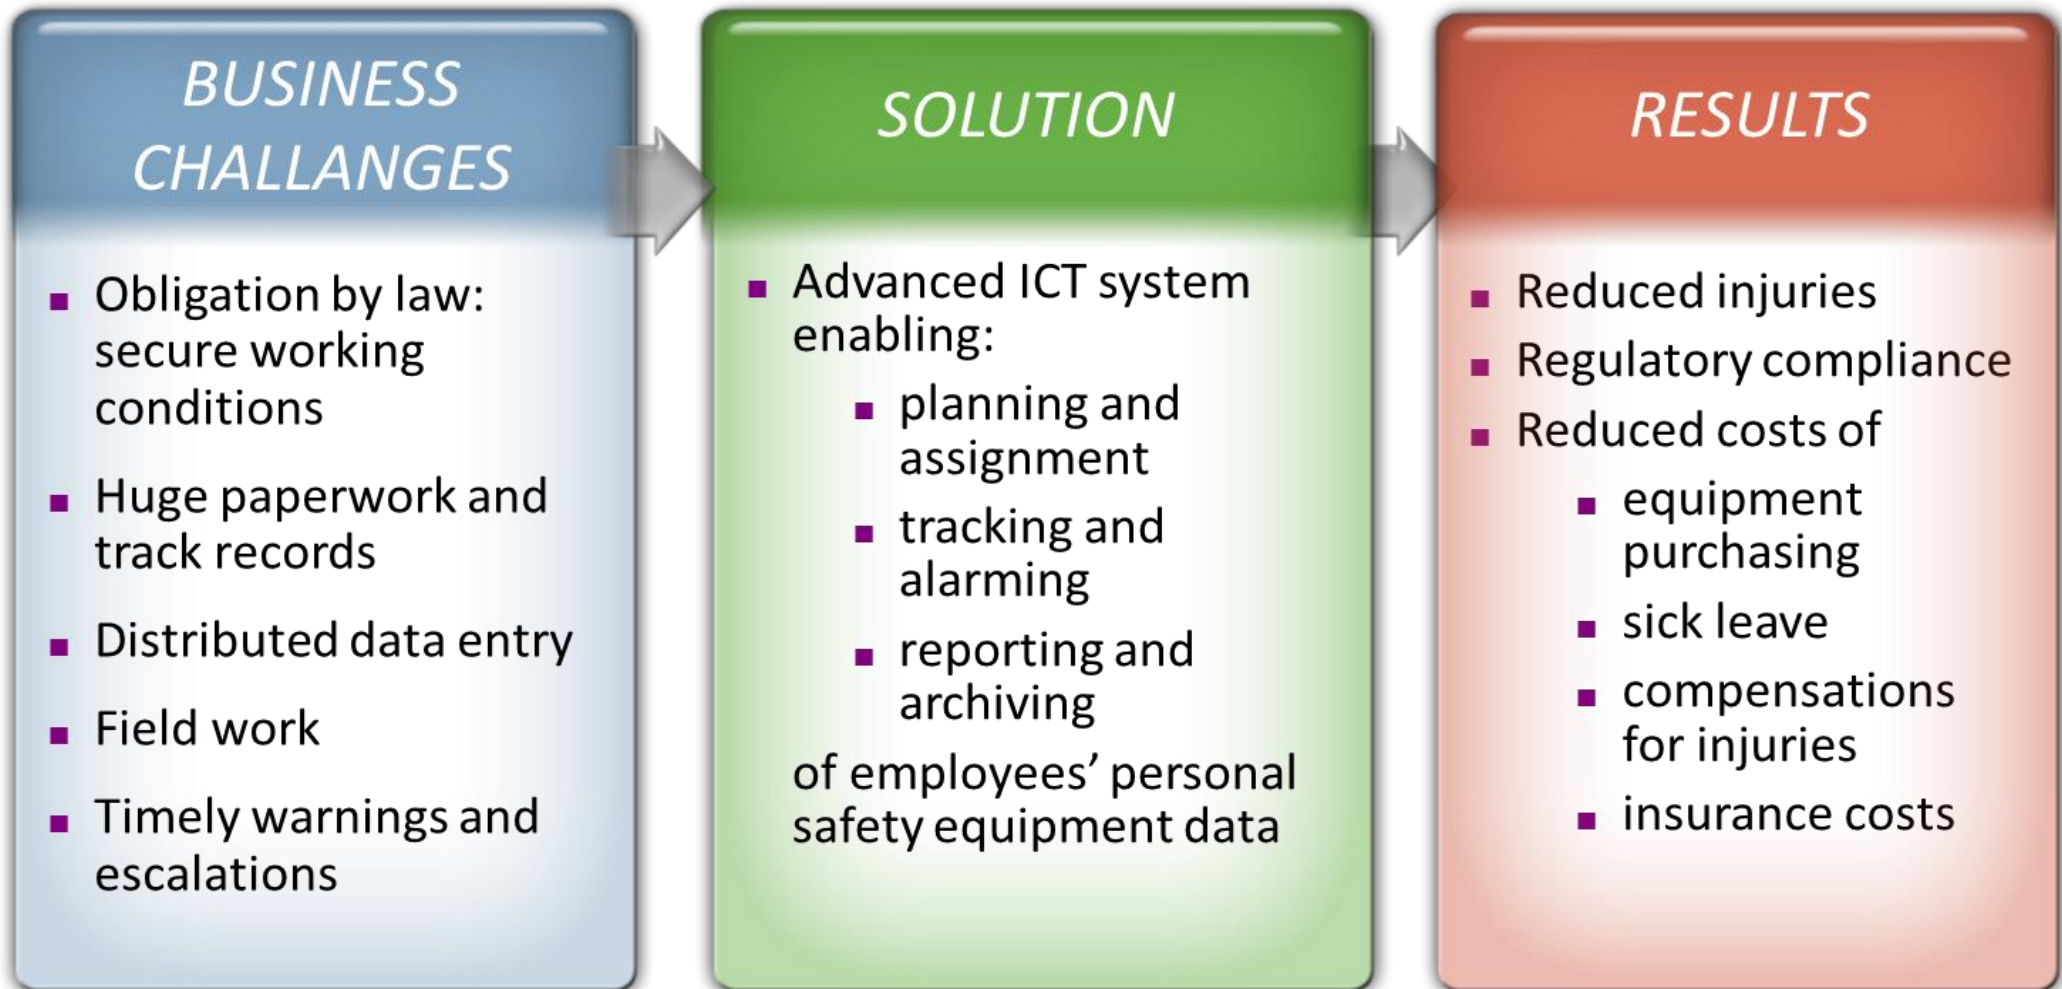 BUSINESS
CHALLANGES
▪ Obligation by law:
secure working
conditions
▪ Huge paperwork and
track records
▪ Distributed data entry
▪ Field work
▪ Timely warnings and
escalations
SOLUTION
▪ Advanced ICT system
enabling:
▪ planning and
assignment
▪ tracking and
alarming
▪ reporting and
archiving
of employees’ personal
safety equipment data
RESULTS
▪ Reduced injuries
▪ Regulatory compliance
▪ Reduced costs of
▪ equipment
purchasing
▪ sick leave
▪ compensations
for injuries
▪ insurance costs